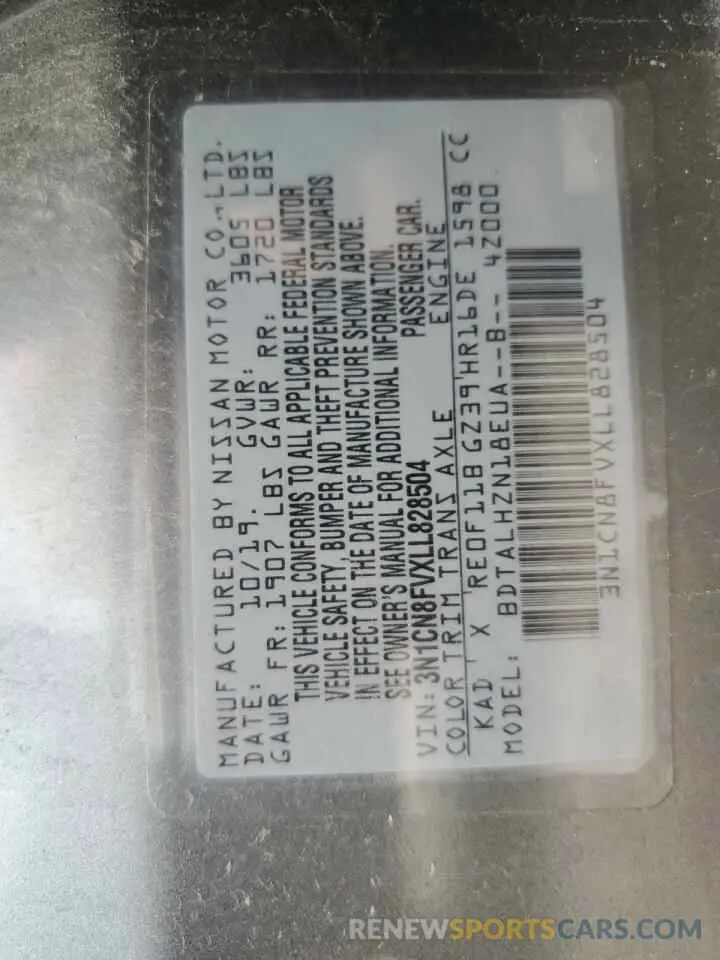 MANUFACTURED BY NISSAN MOTOR CO.,LTD.
DATE: 10/19. GVWR: 3605 LBS
GAWR FR: 1907 LBS GAWR RR: 1720 LBS
THIS VEHICLE CONFORMS TO ALL APPLICABLE FEDERAL MOTOR
VEHICLE SAFETY, BUMPER AND THEFT PREVENTION STANDARDS
IN EFFECT ON THE DATE OF MANUFACTURE SHOWN ABOVE.
SEE OWNER'S MANUAL FOR ADDITIONAL INFORMATION.
VIN: 3N1CN8FVXLL828504 PASSENGER CAR.
COLOR TRIM TRANS AXLE ENGINE
KAD ' X 'RE0F11B GZ39'HR16DE 1598 CC
MODEL: BDTALHZN18EUA--B-- 4Z000.
3N1CN8FVXLL828504
RENEWSPORTSCARS.COM